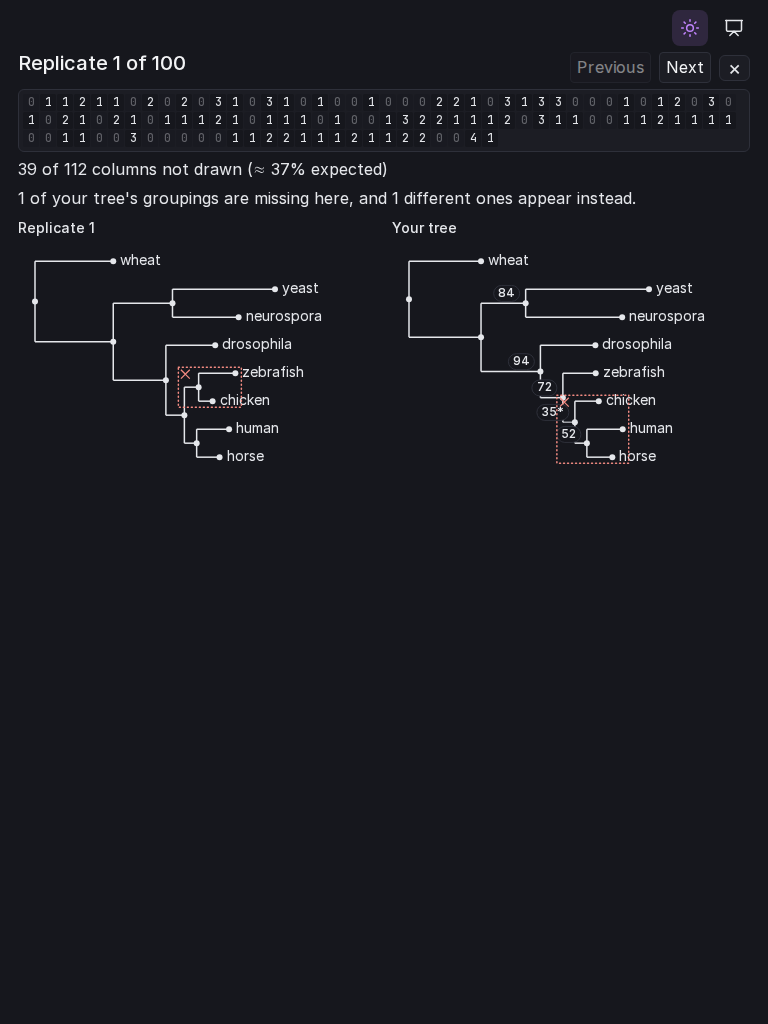 Replicate 1 of 100
Previous
Next
×
0 1 1 2 1 1 0 2 0 2 0 3 1 0 3 1 0 1 0 0 1 0 0 0 2 2 1 0 3 1 3 3 0 0 0 1 0 1 2 0 3 0
1 0 2 1 0 2 1 0 1 1 1 2 1 0 1 1 1 0 1 0 0 1 3 2 2 1 1 1 2 0 3 1 1 0 0 1 1 2 1 1 1 1
0 0 1 1 0 0 3 0 0 0 0 0 1 1 2 2 1 1 1 2 1 1 2 2 0 0 4 1
39 of 112 columns not drawn (≈ 37% expected)
1 of your tree's groupings are missing here, and 1 different ones appear instead.
Replicate 1
wheat
yeast
neurospora
drosophila
zebrafish
chicken
human
horse
Your tree
wheat
84
yeast
neurospora
drosophila
94
zebrafish
72
chicken
35*
human
52
horse